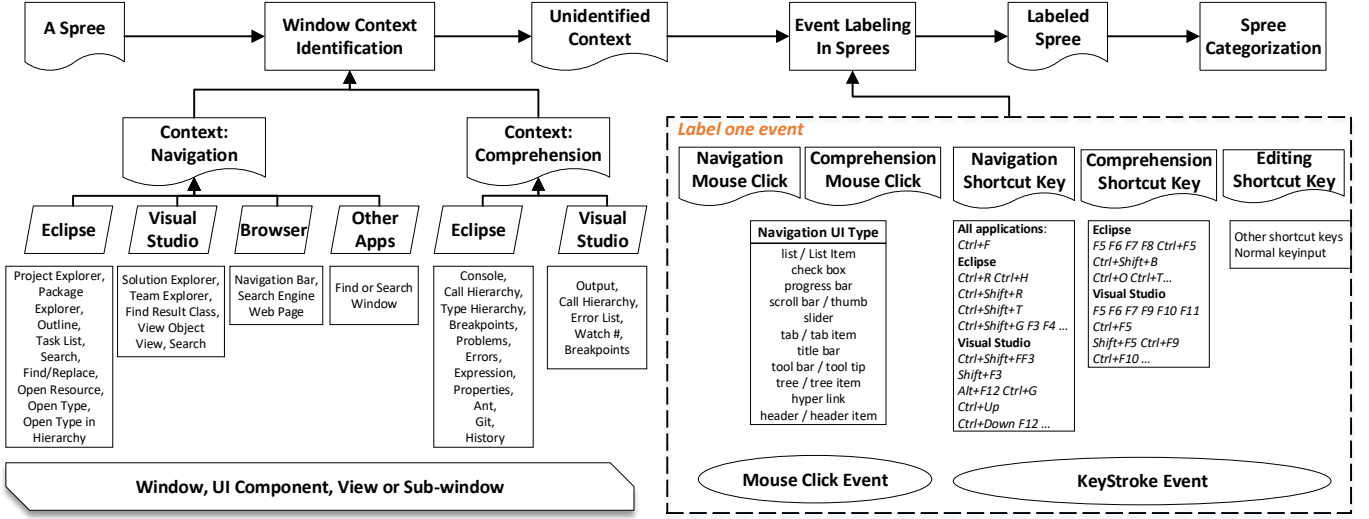 A Spree
Window Context
Identification
Unidentified
Context
Event Labeling
In Sprees
Labeled
Spree
Spree
Categorization
Context:
Navigation
Context:
Comprehension
Eclipse
Visual
Studio
Browser
Other
Apps
Eclipse
Visual
Studio
Project Explorer,
Package
Explorer,
Outline,
Task List,
Search,
Find/Replace,
Open Resource,
Open Type,
Open Type in
Hierarchy
Solution Explorer,
Team Explorer,
Find Result Class,
View Object
View, Search
Navigation Bar,
Search Engine
Web Page
Find or Search
Window
Console,
Call Hierarchy,
Type Hierarchy,
Breakpoints,
Problems,
Errors,
Expression,
Properties,
Ant,
Git,
History
Output,
Call Hierarchy,
Error List,
Watch #,
Breakpoints
Window, UI Component, View or Sub-window
Label one event
Navigation
Mouse Click
Comprehension
Mouse Click
Navigation
Shortcut Key
Comprehension
Shortcut Key
Editing
Shortcut Key
Navigation UI Type
list / List Item
check box
progress bar
scroll bar / thumb
slider
tab / tab item
title bar
tool bar / tool tip
tree / tree item
hyper link
header / header item
All applications:
Ctrl+F
Eclipse
Ctrl+R Ctrl+H
Ctrl+Shift+R
Ctrl+Shift+T
Ctrl+Shift+G F3 F4 ...
Visual Studio
Ctrl+Shift+FF3
Shift+F3
Alt+F12 Ctrl+G
Ctrl+Up
Ctrl+Down F12 ...
Eclipse
F5 F6 F7 F8 Ctrl+F5
Ctrl+Shift+B
Ctrl+O Ctrl+T...
Visual Studio
F5 F6 F7 F9 F10 F11
Ctrl+F5
Shift+F5 Ctrl+F9
Ctrl+F10 ...
Other shortcut keys
Normal keyinput
Mouse Click Event
KeyStroke Event